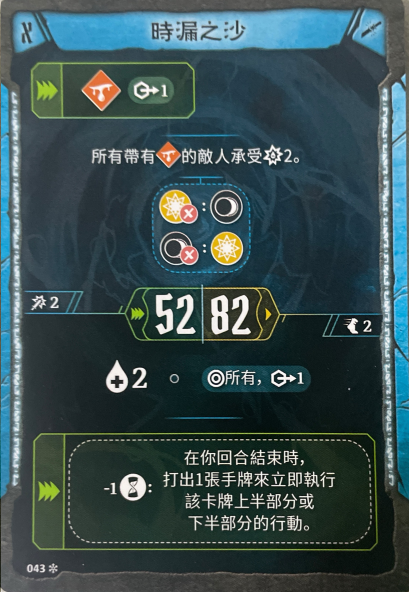 時漏之沙
1
所有帶有的敵人承受2。
:
:
2
52 82
2
2
所有，1
-1 :
在你回合結束時，
打出1張手牌來立即執行
該卡牌上半部分或
下半部分的行動。
043